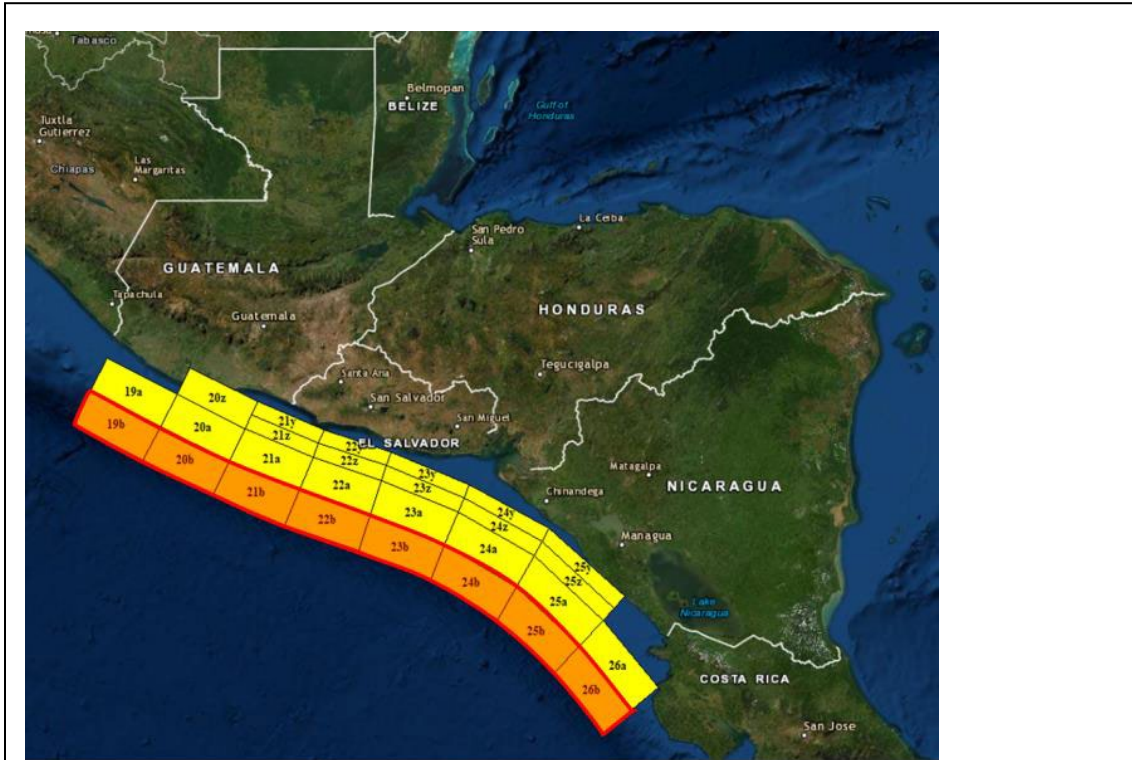 Tabasco
Belmopan
BELIZE
Gulf of
Honduras
Tuxtla
Gutierrez
Chiapas
Las
Margaritas
La Ceiba
San Pedro
Sula
GUATEMALA
Tapachula
Guatemala
HONDURAS
Tegucigalpa
Santa Ana
San Salvador
San Miguel
EL SALVADOR
19a
20z
19b
20a
21y
21z
20b
21a
22y
22z
21b
22a
23y
23z
22b
23a
24y
24z
23b
24a
25y
25z
24b
25a
25b
26a
26b
Matagalpa
NICARAGUA
Chinandega
Managua
Lake
Nicaragua
COSTA RICA
San Jose